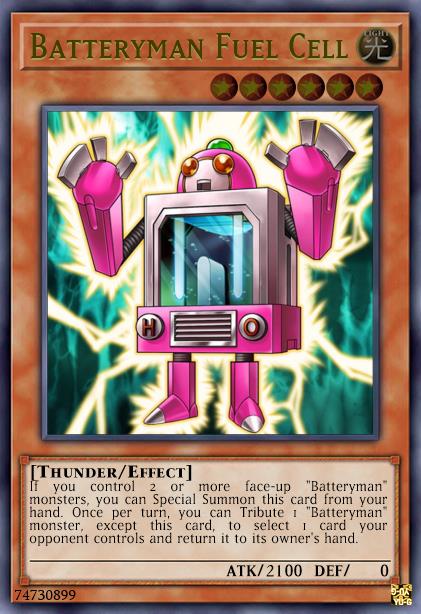 Batteryman Fuel Cell
LIGHT
光
H O
[Thunder/Effect]
If you control 2 or more face-up "Batteryman"
monsters, you can Special Summon this card from your
hand. Once per turn, you can Tribute 1 "Batteryman"
monster, except this card, to select 1 card your
opponent controls and return it to its owner's hand.
ATK/2100 DEF/ 0
74730899